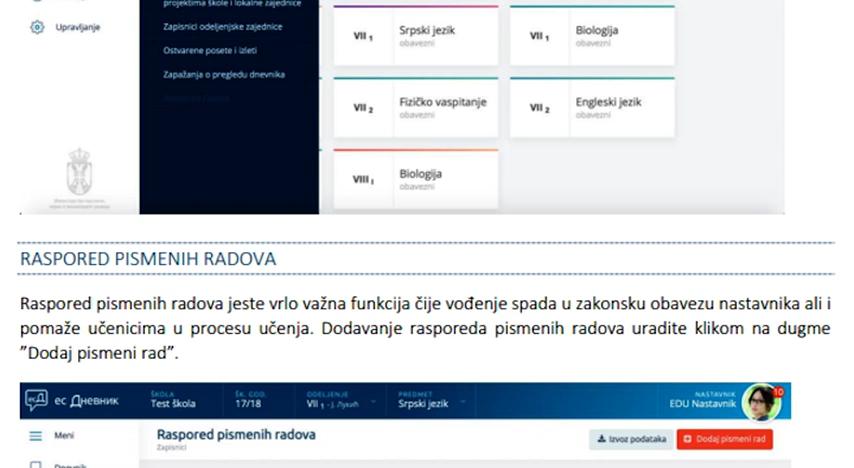 projektima škole i lokalne zajednice
Upravljanje
Zapisnici odeljenjske zajednice
Ostvarene posete i izleti
Zapažanja o pregledu dnevnika
VII 1
Srpski jezik
obavezni
VII 1
Biologija
obavezni
VII 2
Fizičko vaspitanje
obavezni
VII 2
Engleski jezik
obavezni
VIII 1
Biologija
obavezni
RASPORED PISMENIH RADOVA
Raspored pismenih radova jeste vrlo važna funkcija čije vođenje spada u zakonsku obavezu nastavnika ali i
pomaže učenicima u procesu učenja. Dodavanje rasporeda pismenih radova uradite klikom na dugme
”Dodaj pismeni rad”.
есД ес Дневник
ŠKOLA
Test škola
ŠK. GOD.
17/18
ODELJENJE
VII 1 - Ј. Лукић
PREDMET
Srpski jezik
NASTAVNIK
EDU Nastavnik
10
Meni
Raspored pismenih radova
Zapisnici
Izvoz podataka
Dodaj pismeni rad
Dnevnik